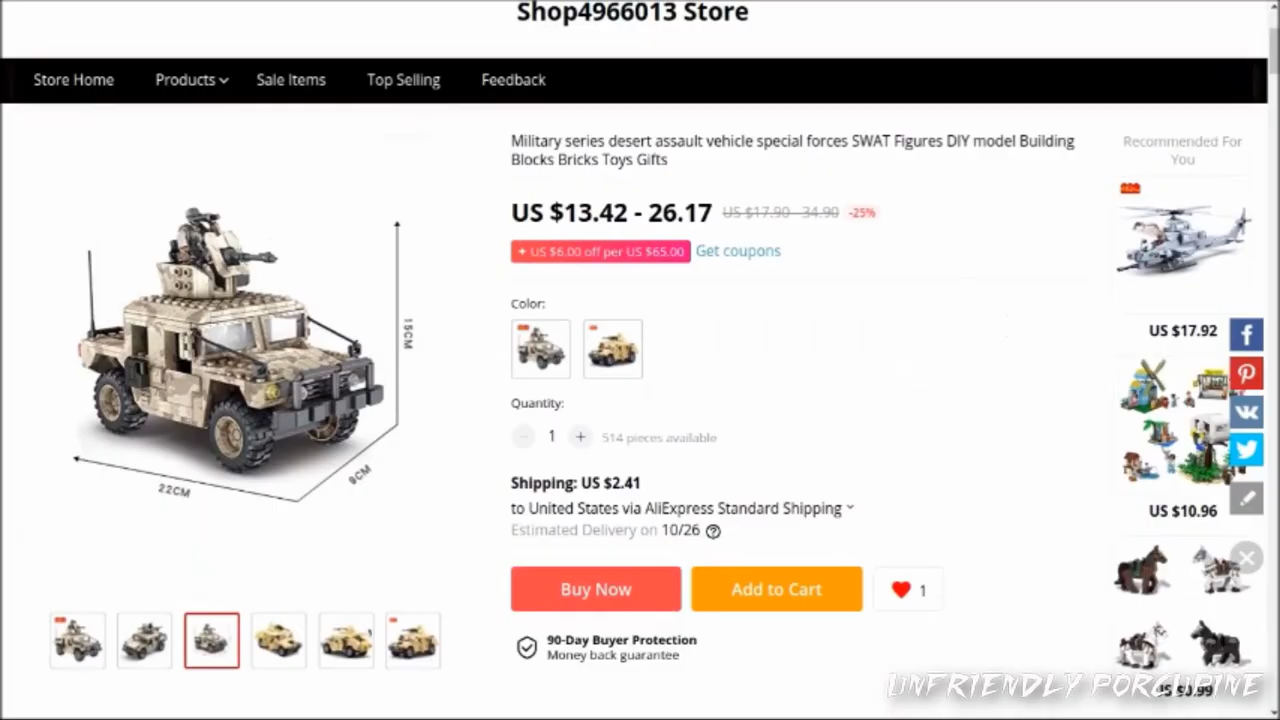 Shop4966013 Store
Store Home Products Sale Items Top Selling Feedback
Military series desert assault vehicle special forces SWAT Figures DIY model Building
Blocks Bricks Toys Gifts
US $13.42 - 26.17 US $17.90 - 34.90 -25%
+ US $6.00 off per US $65.00 Get coupons
Color:
Quantity:
1 + 514 pieces available
Shipping: US $2.41
to United States via AliExpress Standard Shipping
Estimated Delivery on 10/26 ?
Buy Now Add to Cart 1
90-Day Buyer Protection
Money back guarantee
15CM
22CM
9CM
Recommended For
You
US $17.92
US $10.96
US $0.99
UNFRIENDLY PORCUPINE